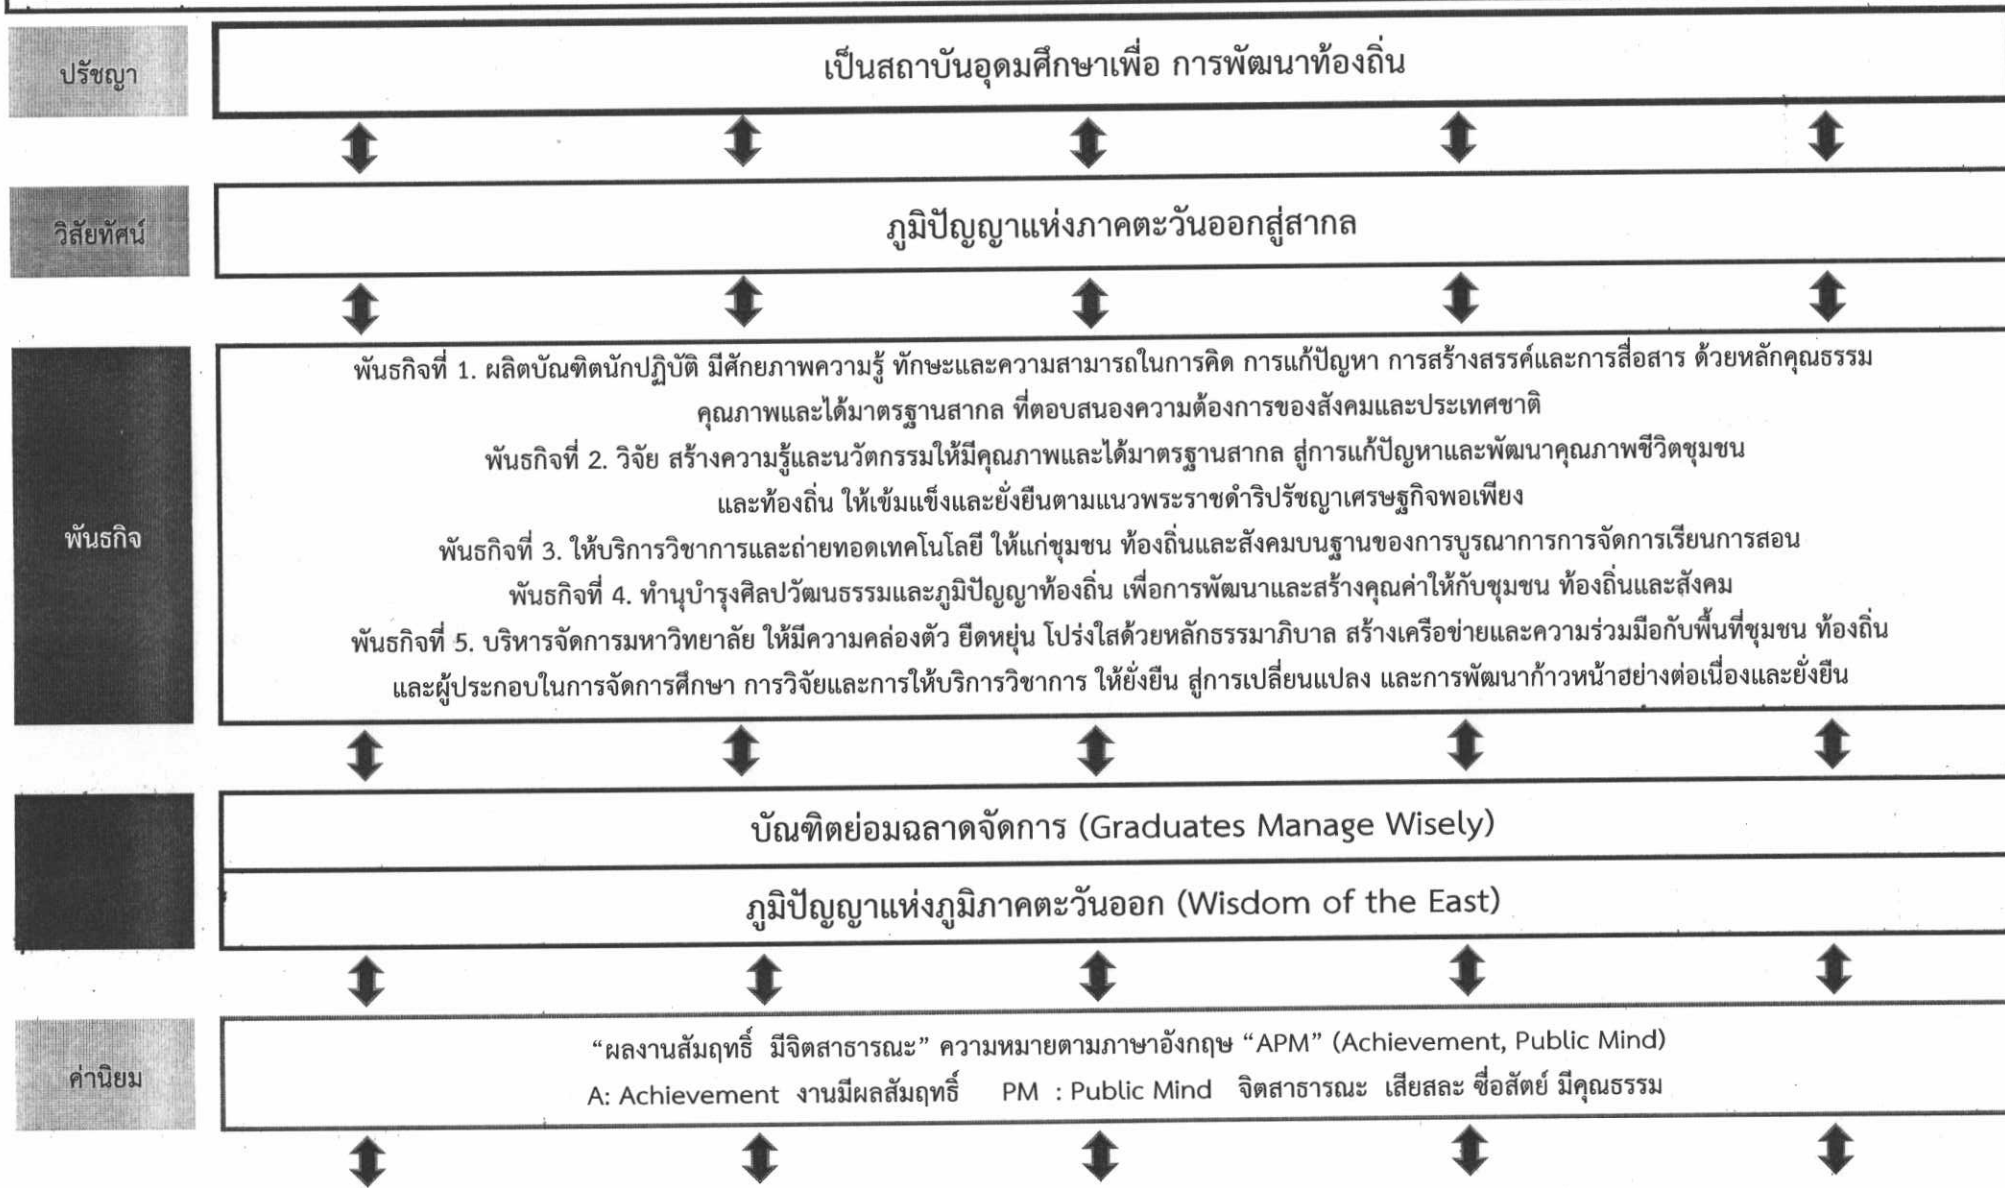 ปรัชญา
เป็นสถาบันอุดมศึกษาเพื่อ การพัฒนาท้องถิ่น
วิสัยทัศน์
ภูมิปัญญาแห่งภาคตะวันออกสู่สากล
พันธกิจ
พันธกิจที่ 1. ผลิตบัณฑิตนักปฏิบัติ มีศักยภาพความรู้ ทักษะและความสามารถในการคิด การแก้ปัญหา การสร้างสรรค์และการสื่อสาร ด้วยหลักคุณธรรม
คุณภาพและได้มาตรฐานสากล ที่ตอบสนองความต้องการของสังคมและประเทศชาติ
พันธกิจที่ 2. วิจัย สร้างความรู้และนวัตกรรมให้มีคุณภาพและได้มาตรฐานสากล สู่การแก้ปัญหาและพัฒนาคุณภาพชีวิตชุมชน
และท้องถิ่น ให้เข้มแข็งและยั่งยืนตามแนวพระราชดำริปรัชญาเศรษฐกิจพอเพียง
พันธกิจที่ 3. ให้บริการวิชาการและถ่ายทอดเทคโนโลยี ให้แก่ชุมชน ท้องถิ่นและสังคมบนฐานของการบูรณาการการจัดการเรียนการสอน
พันธกิจที่ 4. ทำนุบำรุงศิลปวัฒนธรรมและภูมิปัญญาท้องถิ่น เพื่อการพัฒนาและสร้างคุณค่าให้กับชุมชน ท้องถิ่นและสังคม
พันธกิจที่ 5. บริหารจัดการมหาวิทยาลัย ให้มีความคล่องตัว ยืดหยุ่น โปร่งใสด้วยหลักธรรมาภิบาล สร้างเครือข่ายและความร่วมมือกับพื้นที่ชุมชน ท้องถิ่น
และผู้ประกอบในการจัดการศึกษา การวิจัยและการให้บริการวิชาการ ให้ยั่งยืน สู่การเปลี่ยนแปลง และการพัฒนาก้าวหน้าฮย่างต่อเนื่องและยั่งยืน
บัณฑิตย่อมฉลาดจัดการ (Graduates Manage Wisely)
ภูมิปัญญาแห่งภูมิภาคตะวันออก (Wisdom of the East)
ค่านิยม
“ผลงานสัมฤทธิ์ มีจิตสาธารณะ” ความหมายตามภาษาอังกฤษ “APM” (Achievement, Public Mind)
A: Achievement งานมีผลสัมฤทธิ์ PM : Public Mind จิตสาธารณะ เสียสละ ซื่อสัตย์ มีคุณธรรม